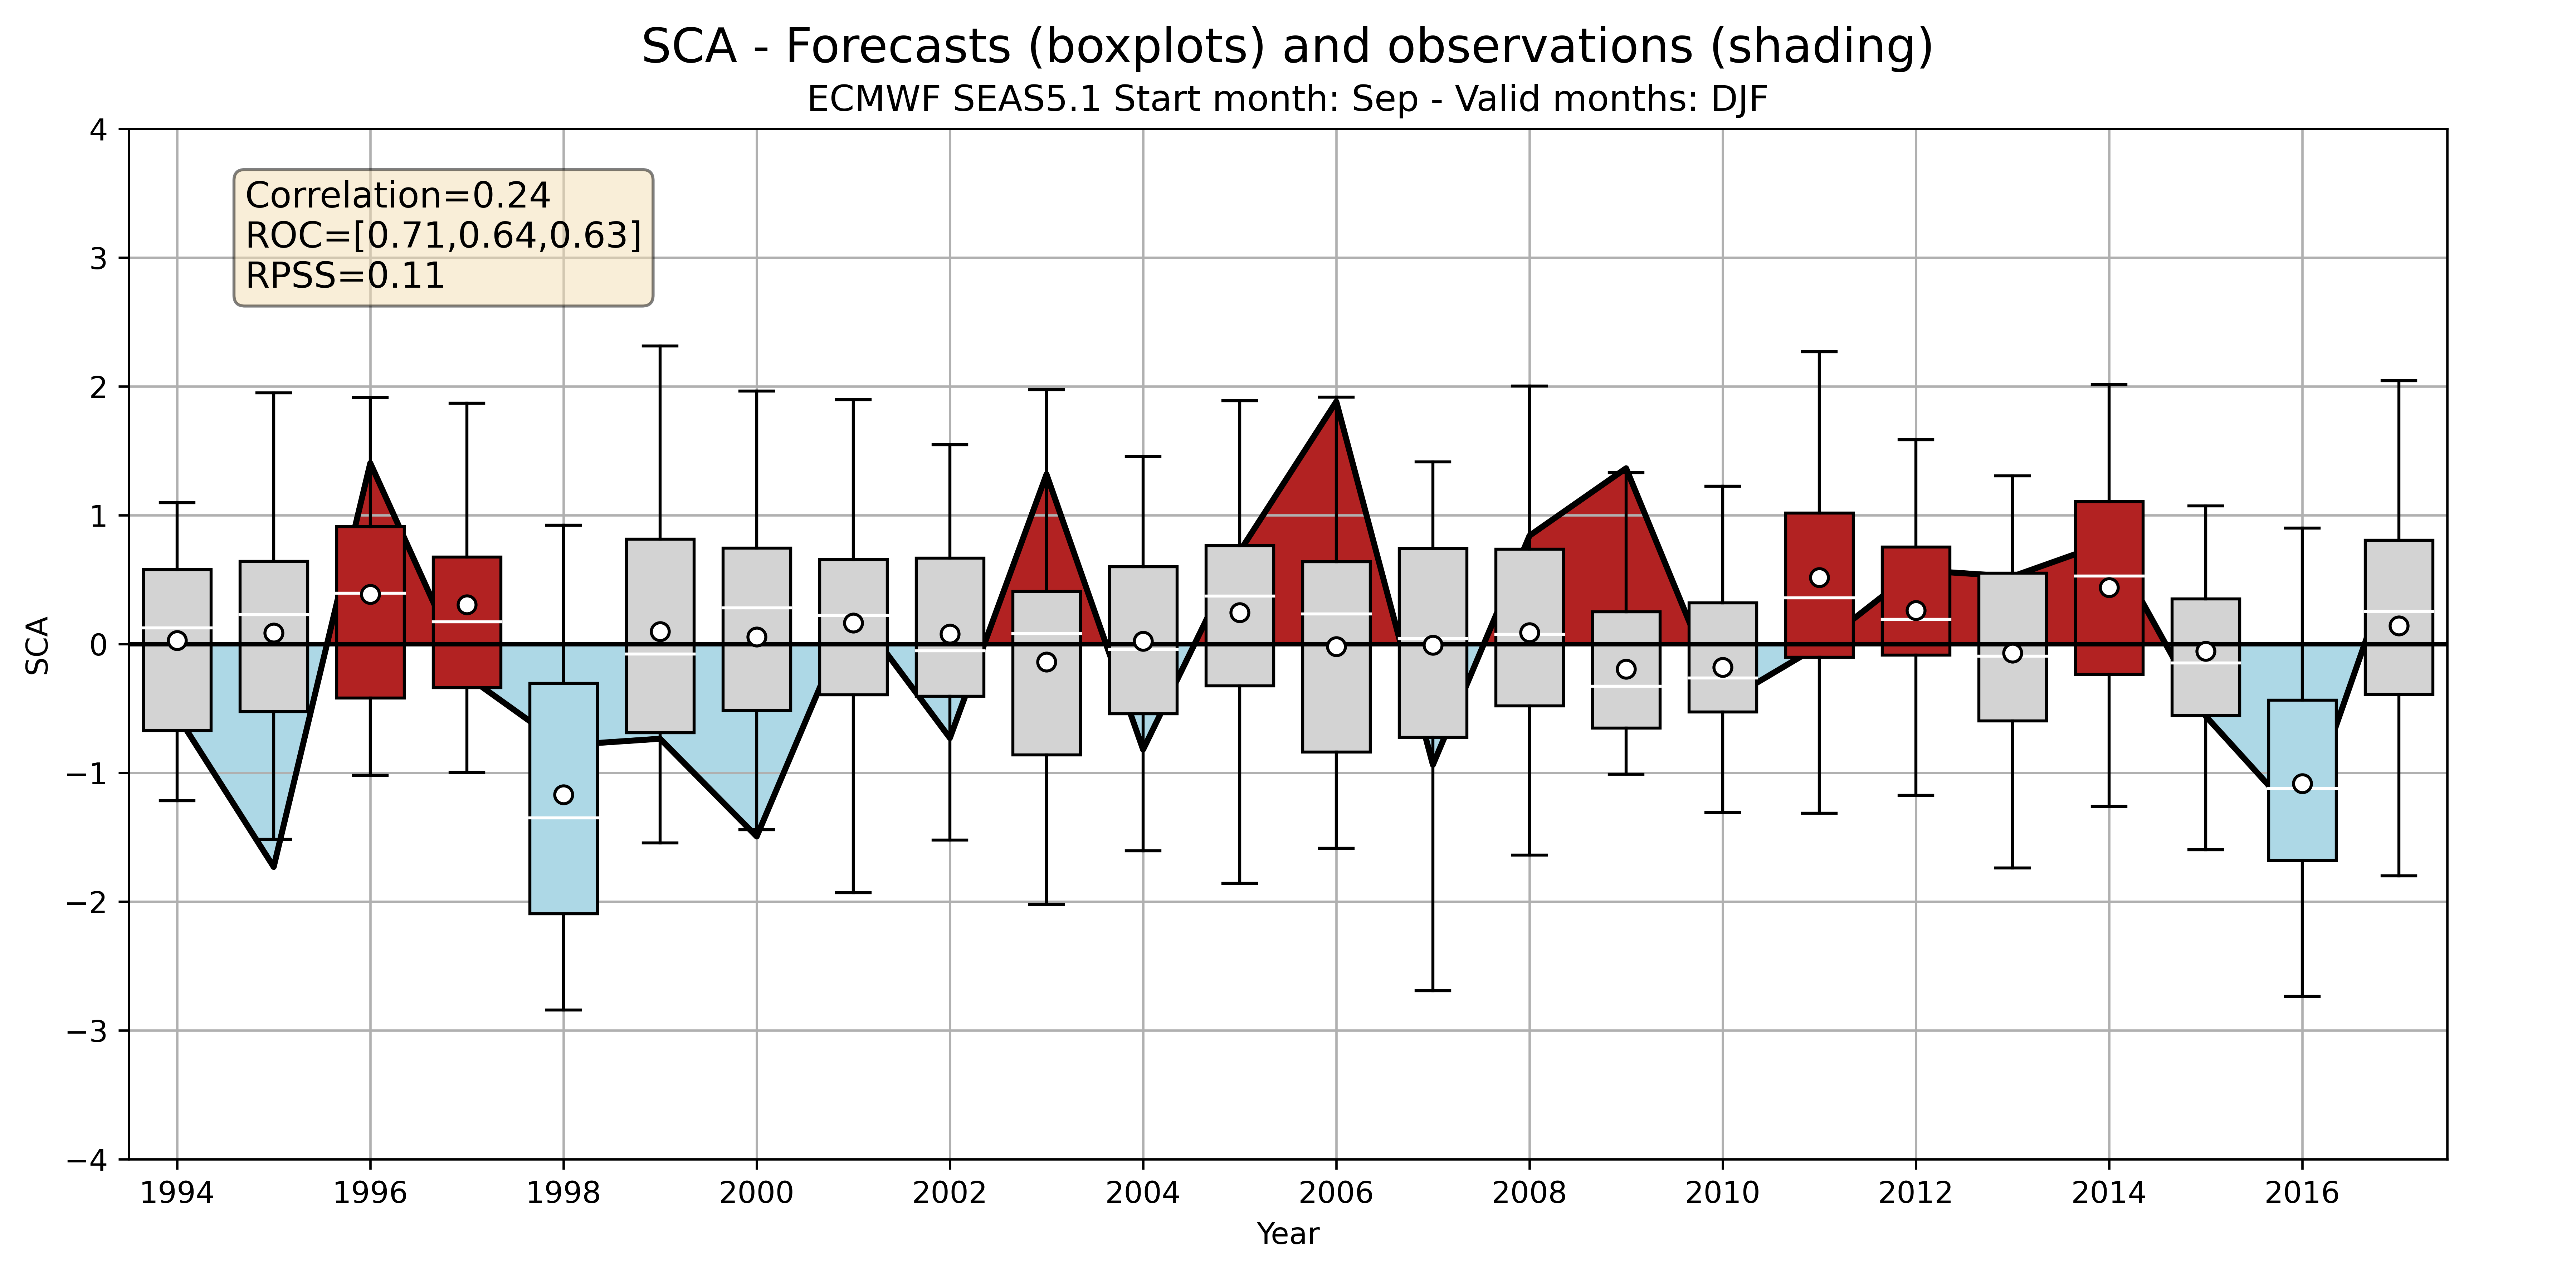 SCA - Forecasts (boxplots) and observations (shading)
ECMWF SEAS5.1 Start month: Sep - Valid months: DJF
Correlation=0.24
ROC=[0.71,0.64,0.63]
RPSS=0.11
SCA
4
3
2
1
0
−1
−2
−3
−4
1994 1996 1998 2000 2002 2004 2006 2008 2010 2012 2014 2016
Year